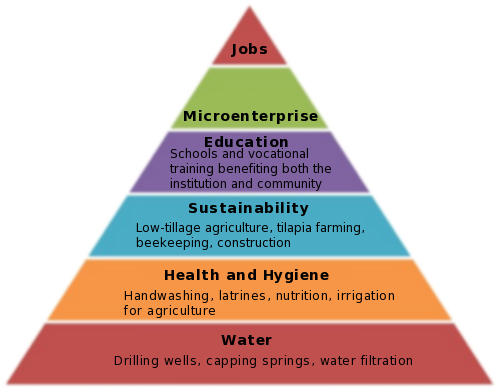 Jobs
Microenterprise
Education
Schools and vocational
training benefiting both the
institution and community
Sustainability
Low-tillage agriculture, tilapia farming,
beekeeping, construction
Health and Hygiene
Handwashing, latrines, nutrition, irrigation
for agriculture
Water
Drilling wells, capping springs, water filtration